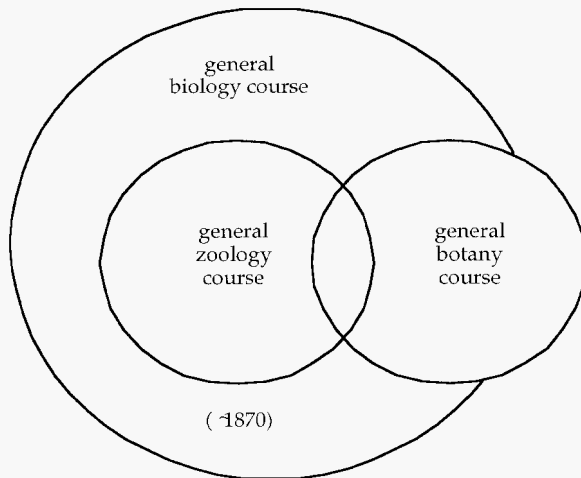 general
biology course
general
zoology
course
general
botany
course
( ~1870)